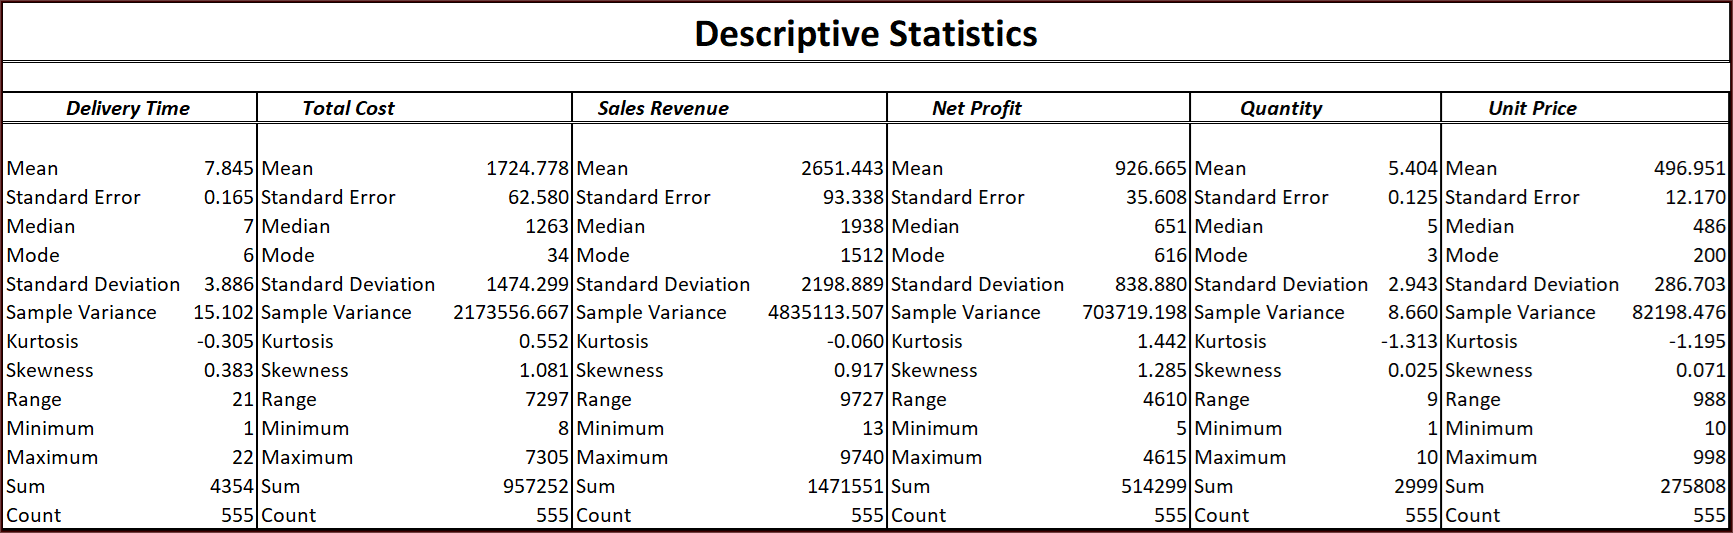 Descriptive Statistics
Delivery Time Total Cost Sales Revenue Net Profit Quantity Unit Price
Mean 7.845 Mean 1724.778 Mean 2651.443 Mean 926.665 Mean 5.404 Mean 496.951
Standard Error 0.165 Standard Error 62.580 Standard Error 93.338 Standard Error 35.608 Standard Error 0.125 Standard Error 12.170
Median 7 Median 1263 Median 1938 Median 651 Median 5 Median 486
Mode 6 Mode 34 Mode 1512 Mode 616 Mode 3 Mode 200
Standard Deviation 3.886 Standard Deviation 1474.299 Standard Deviation 2198.889 Standard Deviation 838.880 Standard Deviation 2.943 Standard Deviation 286.703
Sample Variance 15.102 Sample Variance 2173556.667 Sample Variance 4835113.507 Sample Variance 703719.198 Sample Variance 8.660 Sample Variance 82198.476
Kurtosis -0.305 Kurtosis 0.552 Kurtosis -0.060 Kurtosis 1.442 Kurtosis -1.313 Kurtosis -1.195
Skewness 0.383 Skewness 1.081 Skewness 0.917 Skewness 1.285 Skewness 0.025 Skewness 0.071
Range 21 Range 7297 Range 9727 Range 4610 Range 9 Range 988
Minimum 1 Minimum 8 Minimum 13 Minimum 5 Minimum 1 Minimum 10
Maximum 22 Maximum 7305 Maximum 9740 Maximum 4615 Maximum 10 Maximum 998
Sum 4354 Sum 957252 Sum 1471551 Sum 514299 Sum 2999 Sum 275808
Count 555 Count 555 Count 555 Count 555 Count 555 Count 555